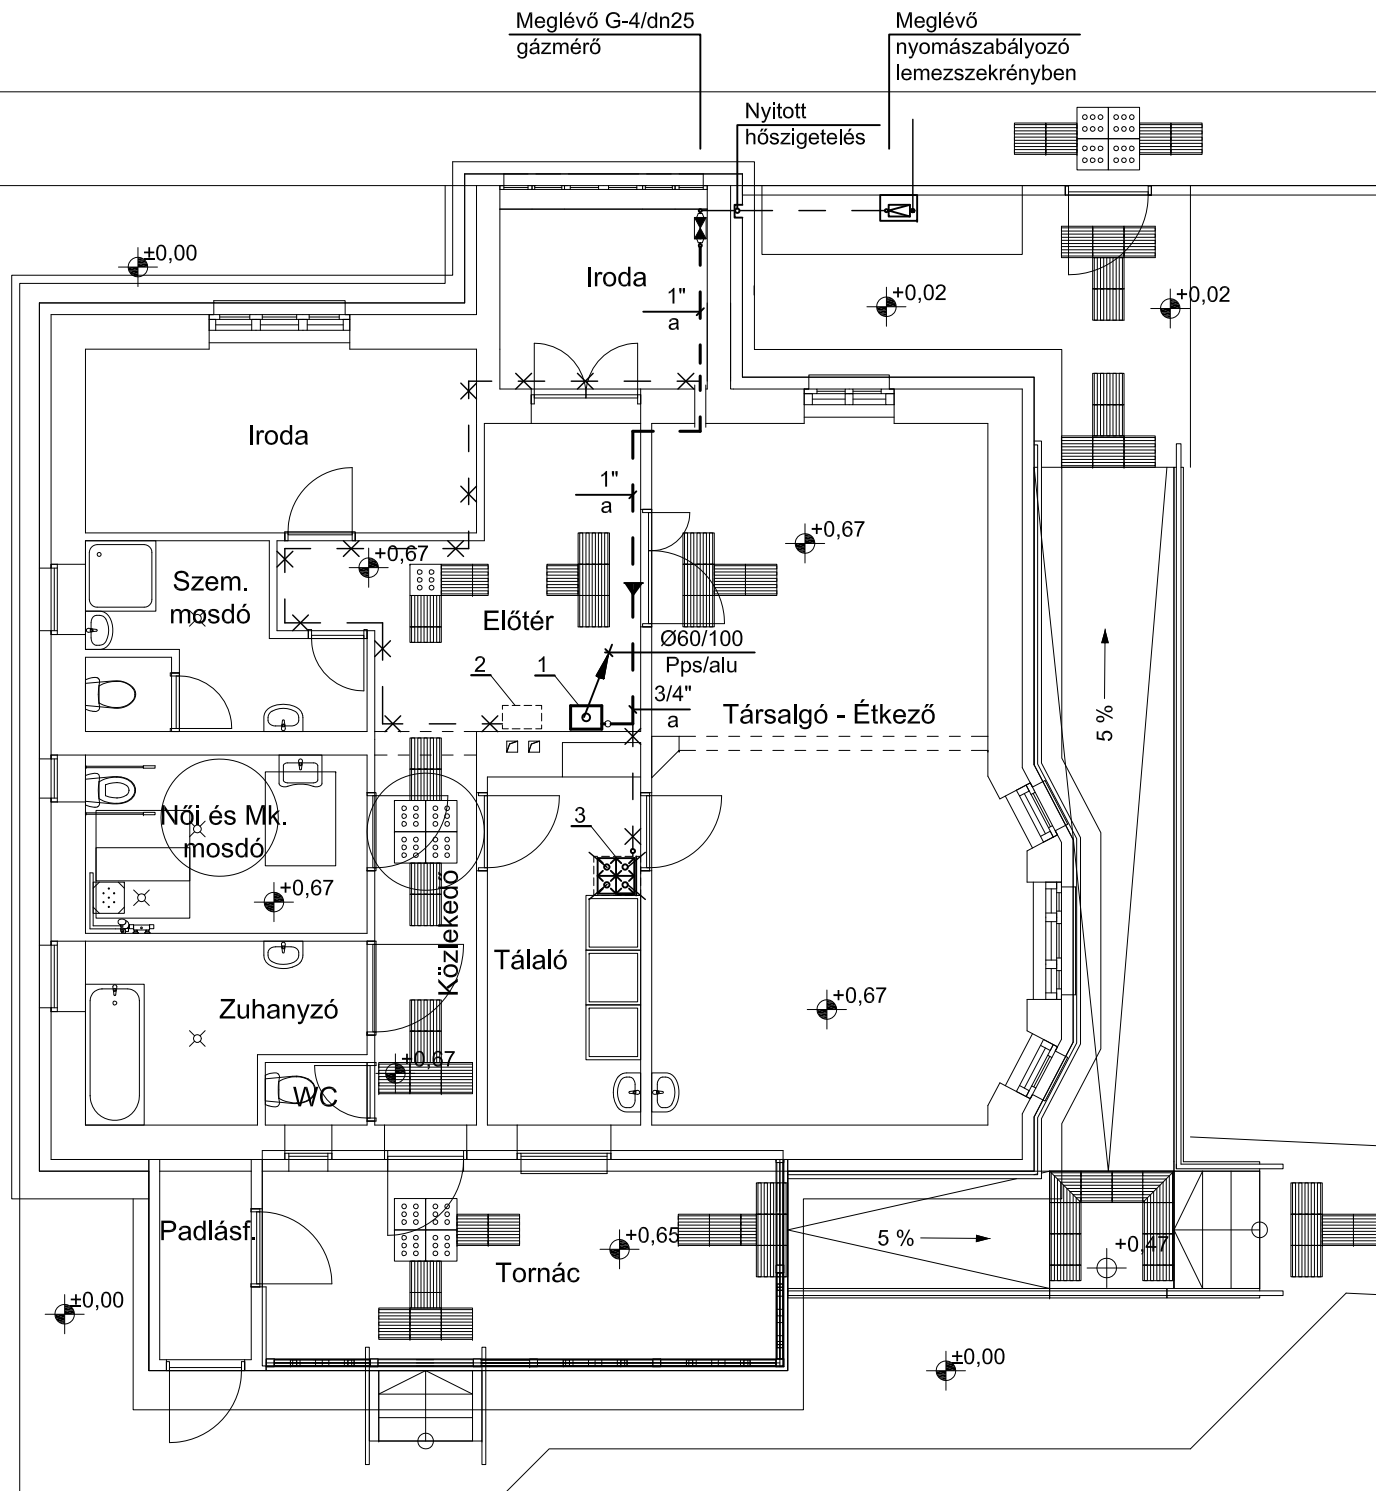 Meglévő G-4/dn25
gázmérő
Meglévő
nyomászabályozó
lemezszekrényben
Nyitott
hőszigetelés
±0,00
Iroda
1"
a
+0,02
+0,02
Iroda
1"
a
+0,67
+0,67
Szem.
mosdó
Előtér
Ø60/100
Pps/alu
2
1
3/4"
a
Társalgó - Étkező
5 %
Női és Mk.
mosdó
3
+0,67
Közlekedő
Tálaló
Zuhanyzó
+0,67
+0,67
WC
Padlásf.
+0,65
5 %
+0,47
Tornác
±0,00
±0,00